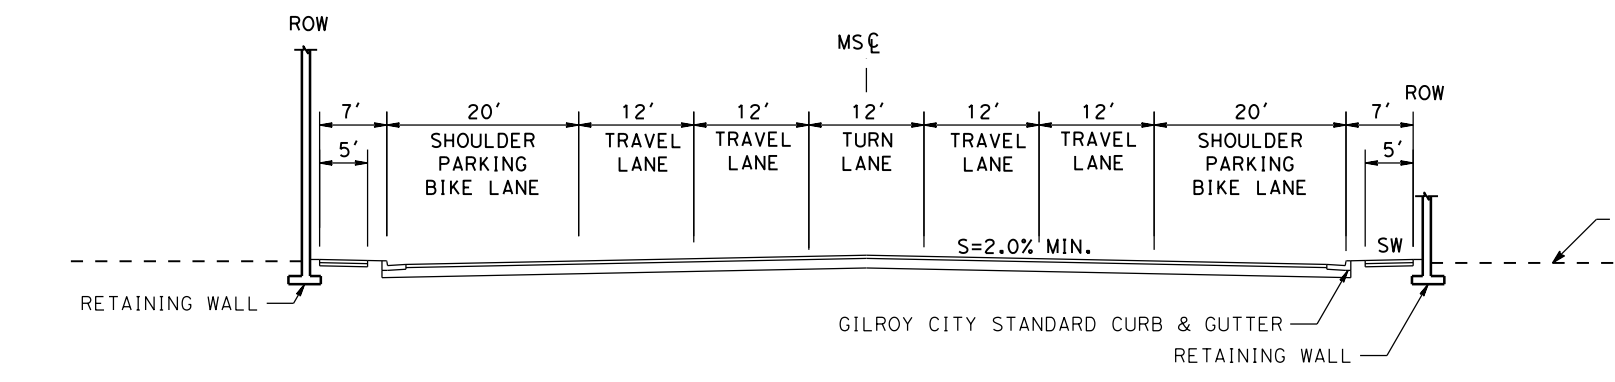 ROW
MS ℄
ROW
7' 20' 12' 12' 12' 12' 12' 20' 7'
5' SHOULDER TRAVEL TRAVEL TURN TRAVEL TRAVEL SHOULDER 5'
PARKING LANE LANE LANE LANE LANE PARKING
BIKE LANE BIKE LANE
S=2.0% MIN. SW
RETAINING WALL
GILROY CITY STANDARD CURB & GUTTER
RETAINING WALL